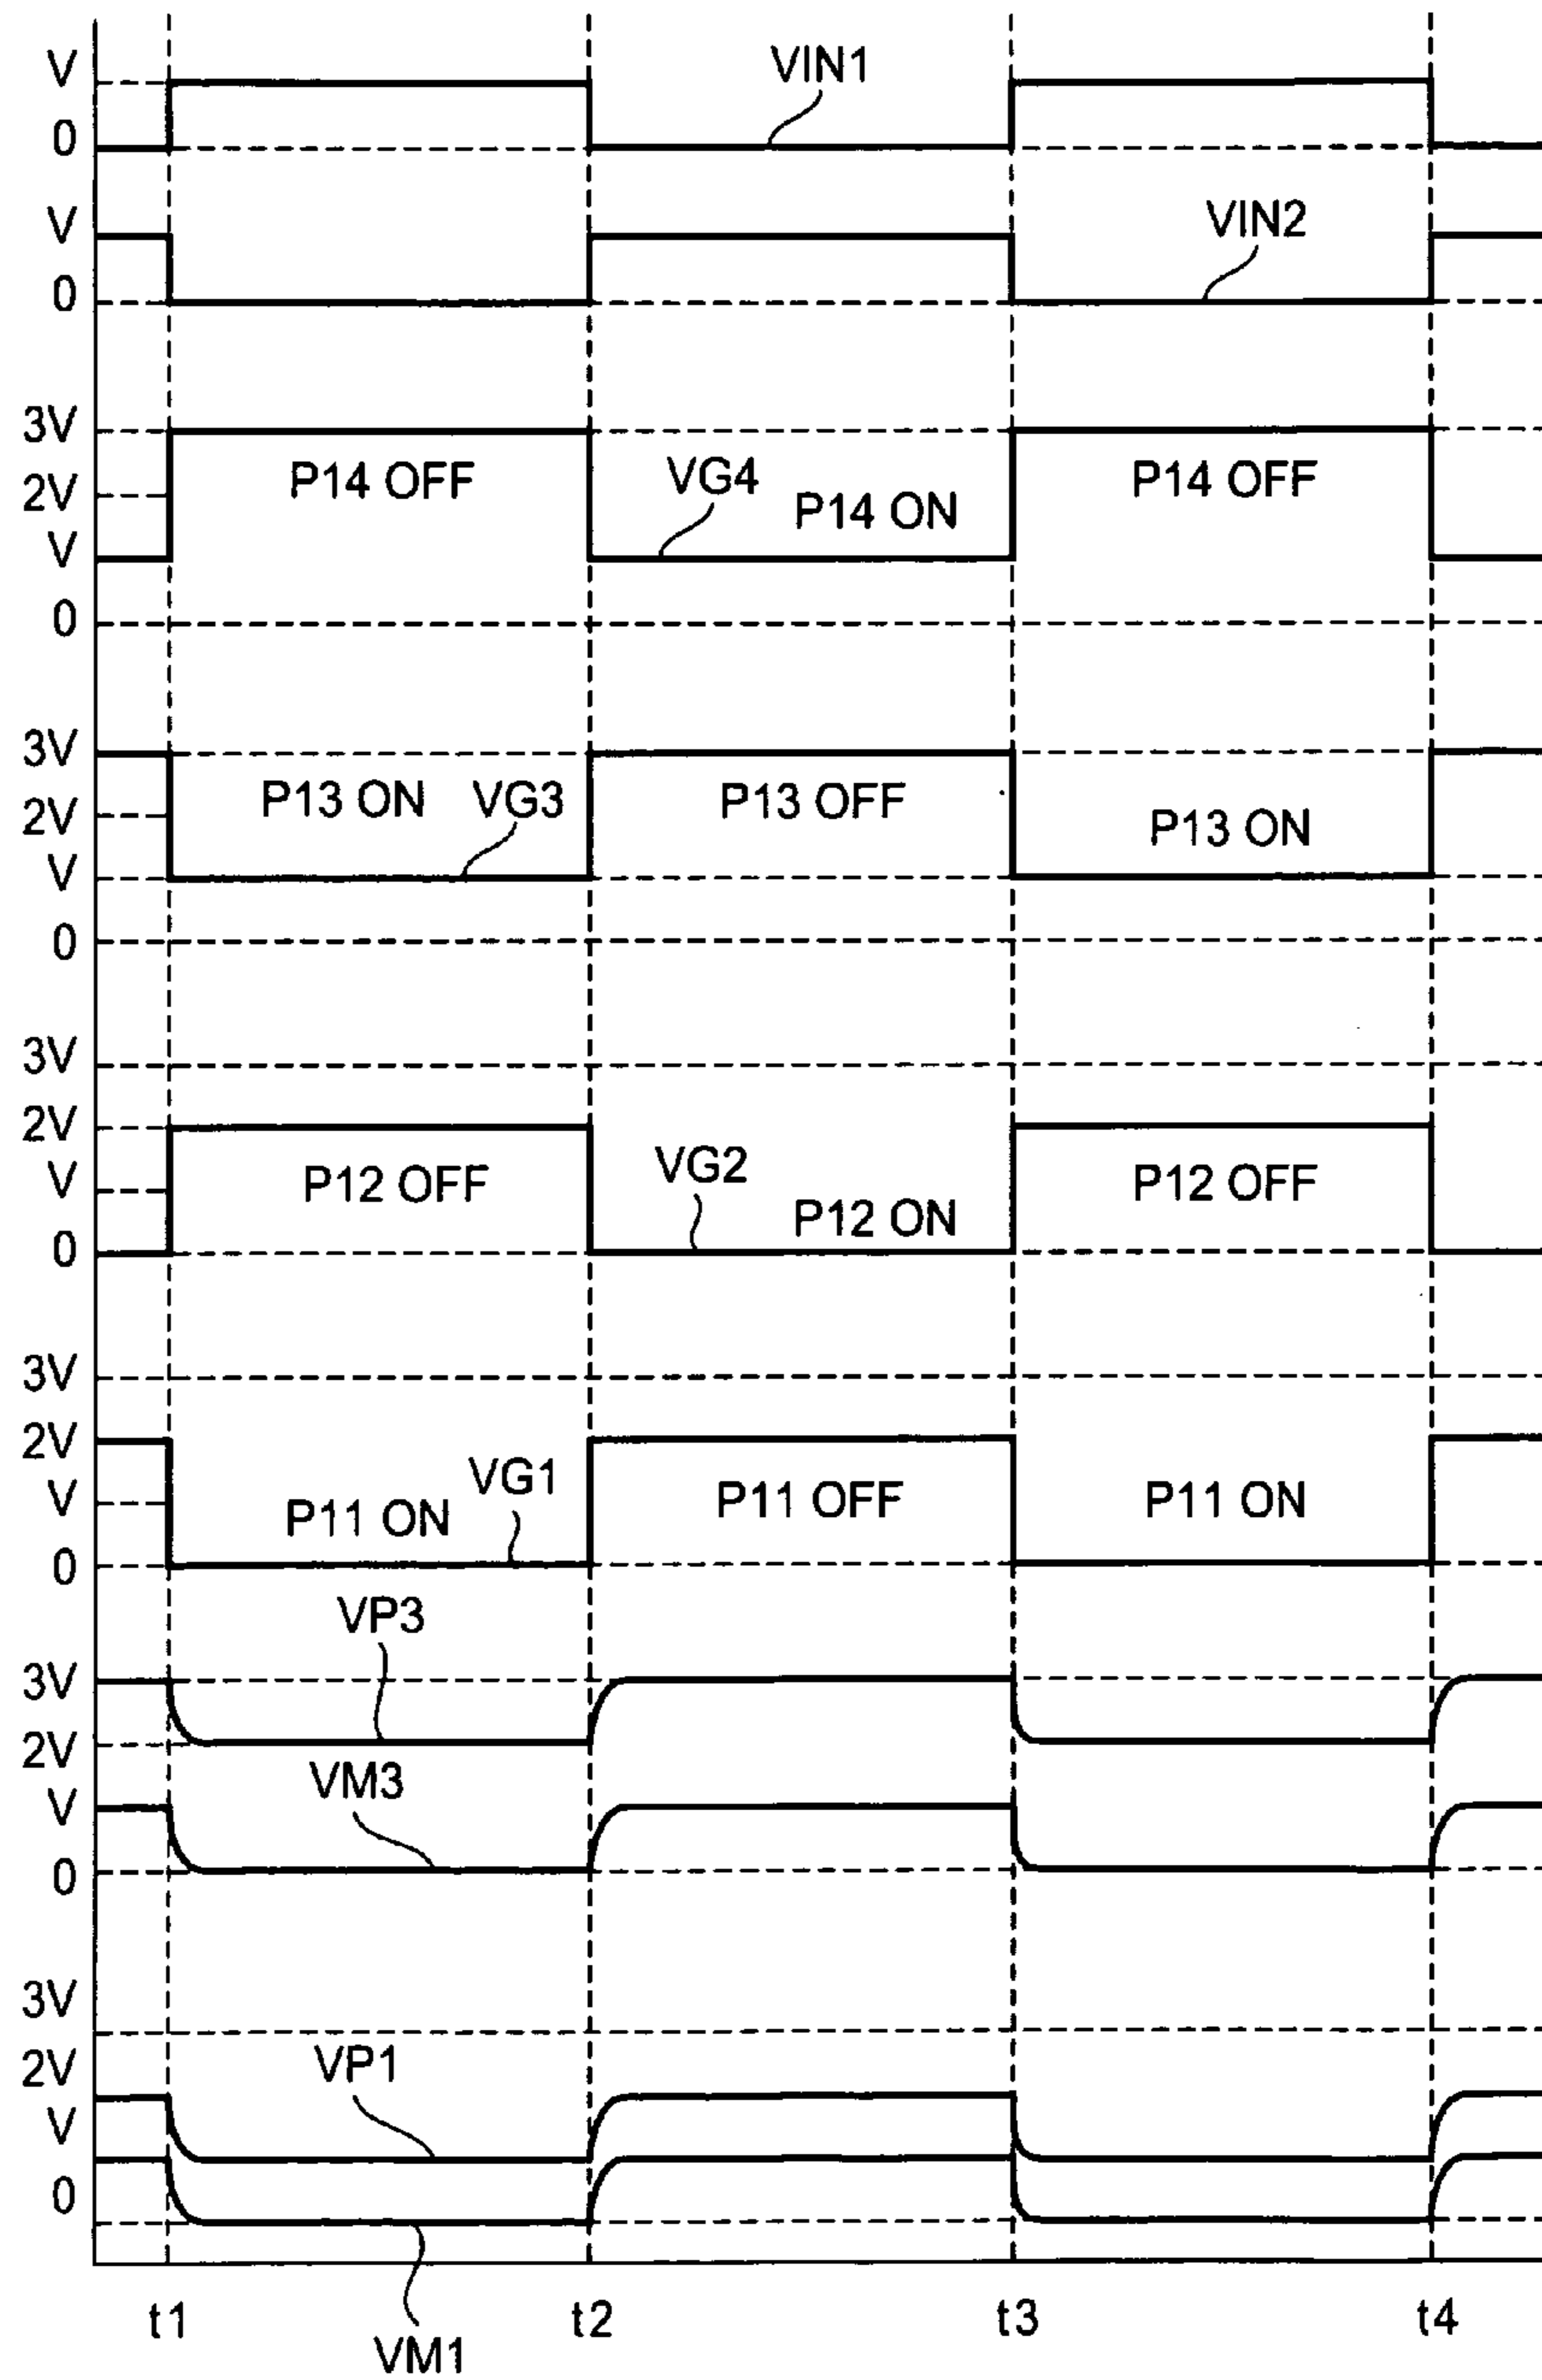 V
VIN1
0
V
VIN2
0
3V
P14 OFF
VG4
P14 OFF
2V
P14 ON
V
0
3V
P13 ON
VG3
P13 OFF
2V
P13 ON
V
0
3V
2V
V
P12 OFF
VG2
P12 OFF
P12 ON
0
3V
2V
VG1
V
P11 ON
P11 OFF
P11 ON
0
VP3
3V
2V
VM3
V
0
3V
2V
VP1
V
0
t1
t2
t3
t4
VM1